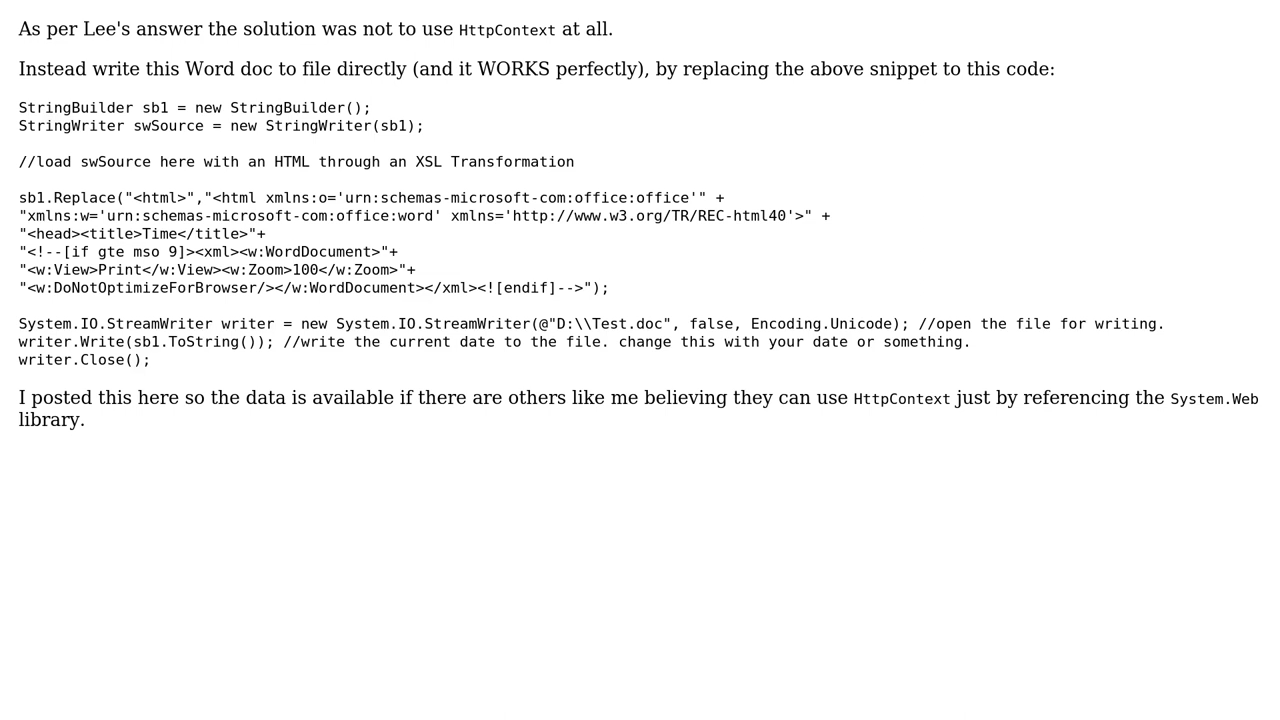 As per Lee's answer the solution was not to use HttpContext at all.
Instead write this Word doc to file directly (and it WORKS perfectly), by replacing the above snippet to this code:
StringBuilder sb1 = new StringBuilder();
StringWriter swSource = new StringWriter(sb1);
//load swSource here with an HTML through an XSL Transformation
sb1.Replace("<html>","<html xmlns:o='urn:schemas-microsoft-com:office:office'" +
"xmlns:w='urn:schemas-microsoft-com:office:word' xmlns='http://www.w3.org/TR/REC-html40'>" +
"<head><title>Time</title>"+
"<!--[if gte mso 9]><xml><w:WordDocument>"+
"<w:View>Print</w:View><w:Zoom>100</w:Zoom>"+
"<w:DoNotOptimizeForBrowser/></w:WordDocument></xml><![endif]-->");
System.IO.StreamWriter writer = new System.IO.StreamWriter(@"D:\\Test.doc", false, Encoding.Unicode); //open the file for writing.
writer.Write(sb1.ToString()); //write the current date to the file. change this with your date or something.
writer.Close();
I posted this here so the data is available if there are others like me believing they can use HttpContext just by referencing the System.Web
library.